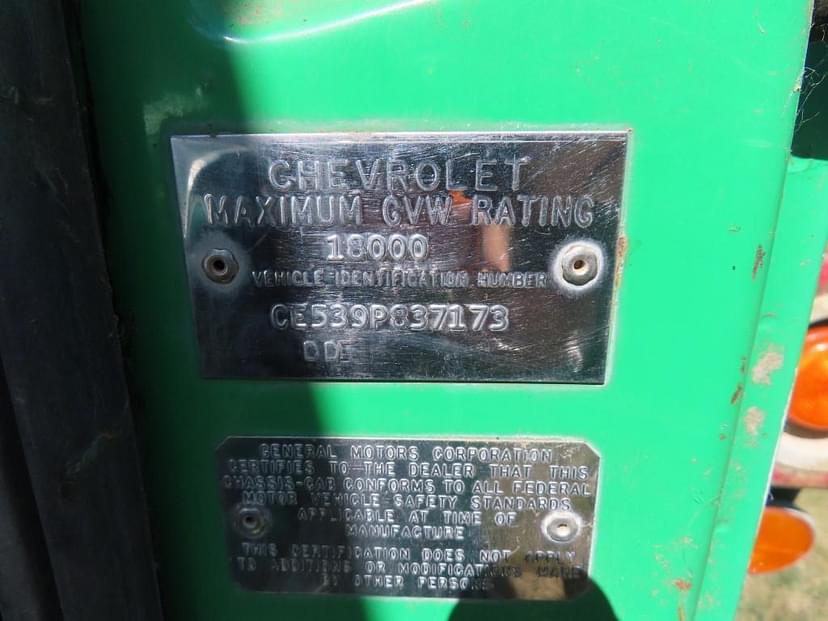 CHEVROLET
MAXIMUM GVW RATING
18000
VEHICLE IDENTIFICATION NUMBER
CE539P837173
DD
GENERAL MOTORS CORPORATION
CERTIFIES TO THE DEALER THAT THIS
CHASSIS-CAB CONFORMS TO ALL FEDERAL
MOTOR VEHICLE SAFETY STANDARDS
APPLICABLE AT TIME OF
MANUFACTURE
THIS CERTIFICATION DOES NOT APPLY
TO ADDITIONS OR MODIFICATIONS MADE
BY OTHER PERSONS